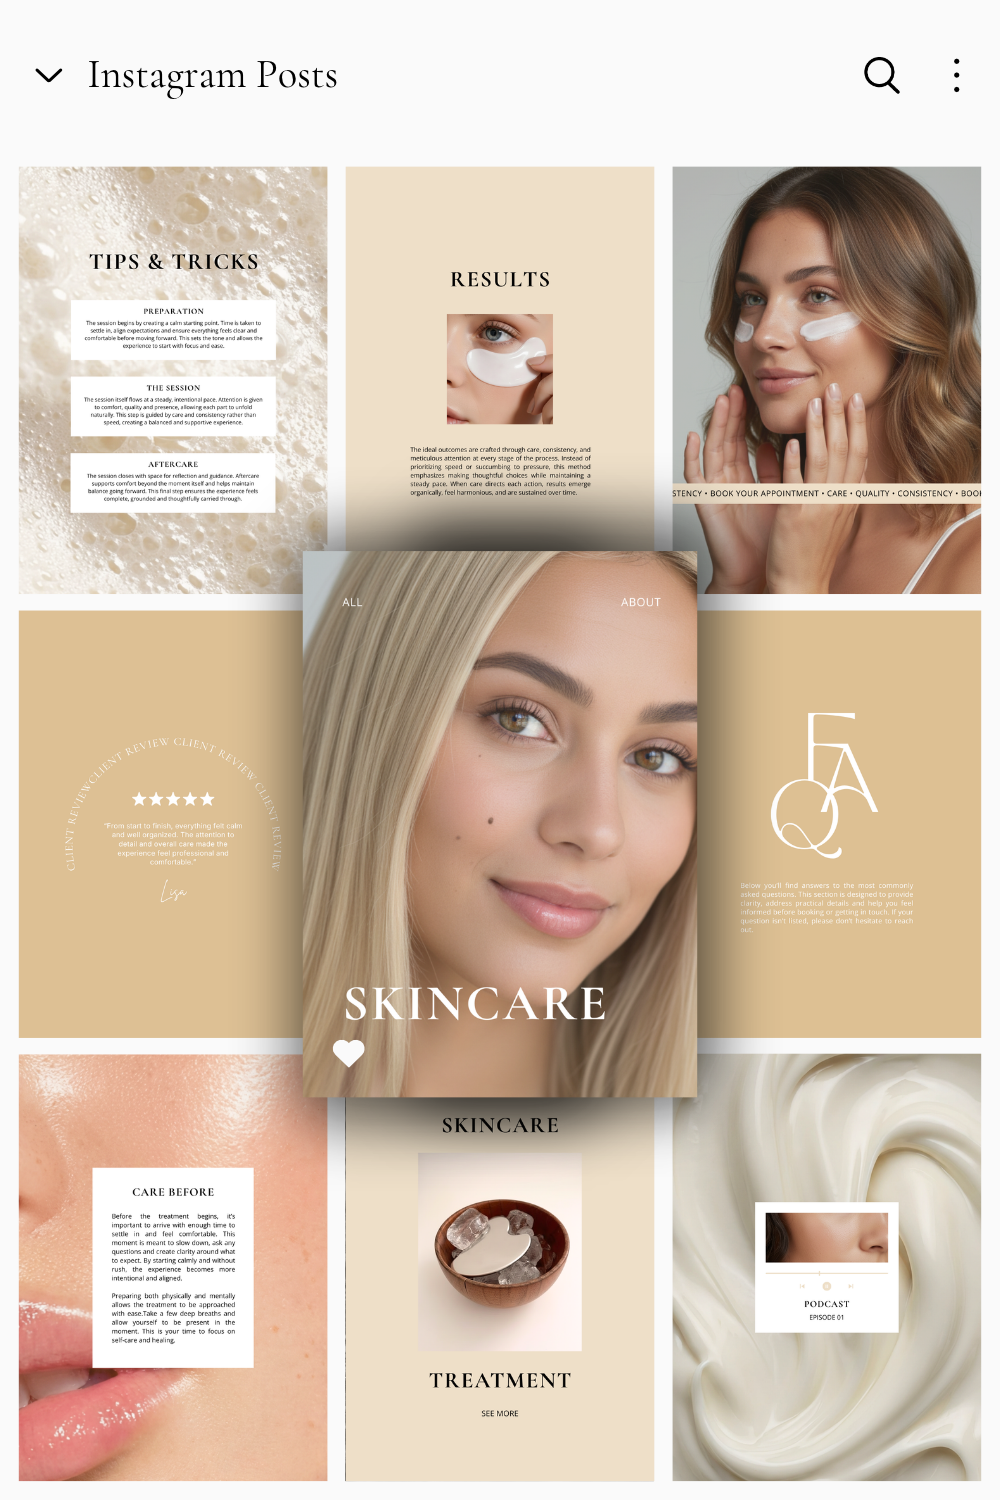 Instagram Posts
TIPS & TRICKS
PREPARATION
The session begins by creating a calm starting point. Time is taken to
settle in, align expectations and ensure everything feels clear and
comfortable before moving forward. This sets the tone and allows the
experience to start with focus and ease.
THE SESSION
The session itself flows at a steady, intentional pace. Attention is given
to comfort, quality and presence, allowing each part to unfold
naturally. This step is guided by care and consistency rather than
speed, creating a balanced and supportive experience.
AFTERCARE
The session closes with space for reflection and guidance. Aftercare
supports comfort beyond the moment itself and helps maintain
balance going forward. This final step ensures the experience feels
complete, grounded and thoughtfully carried through.
RESULTS
The ideal outcomes are crafted through care, consistency, and
meticulous attention at every stage of the process. Instead of
prioritizing speed or succumbing to pressure, this method
emphasizes making thoughtful choices while maintaining a
steady pace. When care directs each action, results emerge
organically, feel harmonious, and are sustained over time.
STENCY • BOOK YOUR APPOINTMENT • CARE • QUALITY • CONSISTENCY • BOOK
CLIENT REVIEW CLIENT REVIEW CLIENT REVIEW CLIENT REVIEW
"From start to finish, everything felt calm
and well organized. The attention to
detail and overall care made the
experience feel professional and
comfortable."
Lisa
ALL
ABOUT
SKINCARE
FAQ
Below you'll find answers to the most commonly
asked questions. This section is designed to provide
clarity, address practical details and help you feel
informed before booking or getting in touch. If your
question isn't listed, please don't hesitate to reach
out.
CARE BEFORE
Before the treatment begins, it's
important to arrive with enough time to
settle in and feel comfortable. This
moment is meant to slow down, ask any
questions and create clarity around what
to expect. By starting calmly and without
rush, the experience becomes more
intentional and aligned.
Preparing both physically and mentally
allows the treatment to be approached
with ease.Take a few deep breaths and
allow yourself to be present in the
moment. This is your time to focus on
self-care and healing.
SKINCARE
TREATMENT
SEE MORE
PODCAST
EPISODE 01